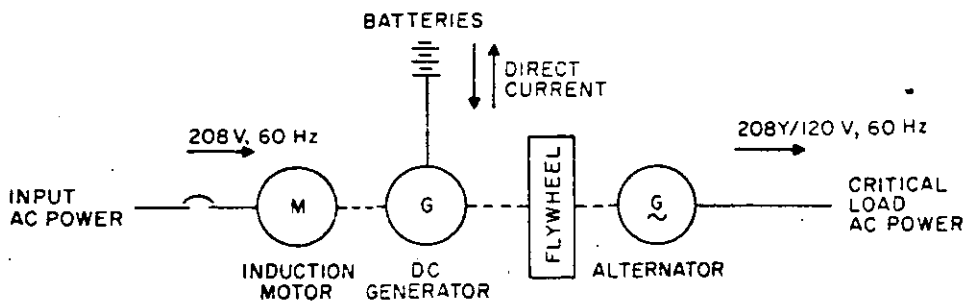 BATTERIES
DIRECT
CURRENT
208V, 60 Hz
208Y/120 V, 60 Hz
INPUT
AC POWER
M
G
FLYWHEEL
G
~
CRITICAL
LOAD
AC POWER
INDUCTION
MOTOR
DC
GENERATOR
ALTERNATOR